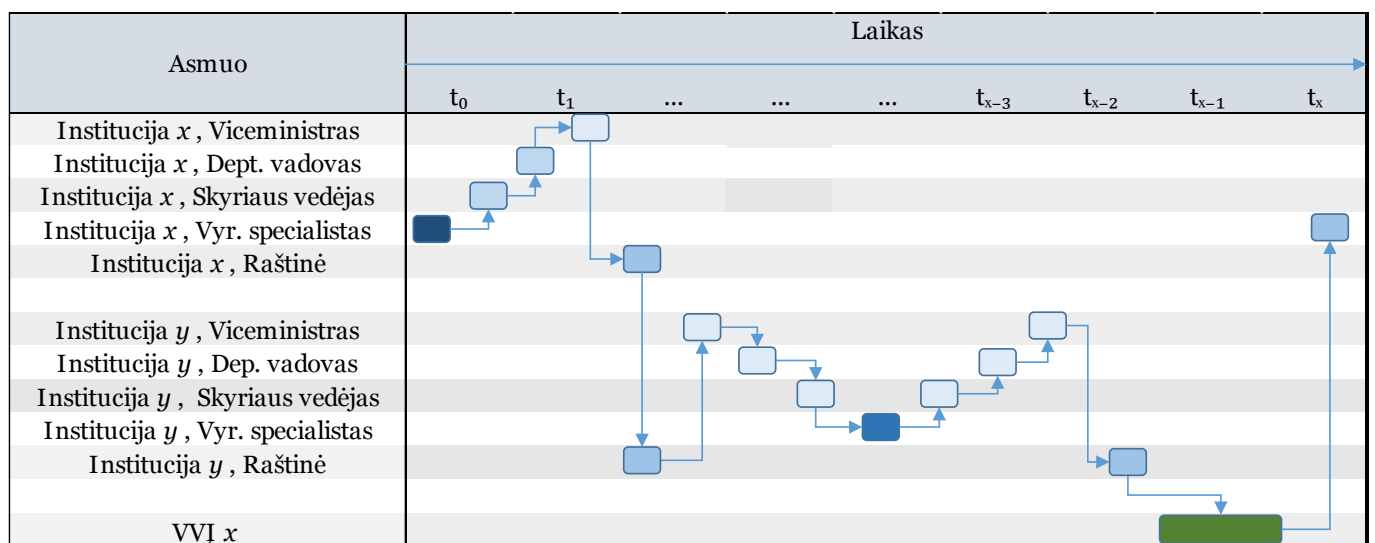 Asmuo
Laikas
t₀ t₁ ... ... ... tₓ₋₃ tₓ₋₂ tₓ₋₁ tₓ
Institucija x , Viceministras
Institucija x , Dept. vadovas
Institucija x , Skyriaus vedėjas
Institucija x , Vyr. specialistas
Institucija x , Raštinė
Institucija y , Viceministras
Institucija y , Dep. vadovas
Institucija y , Skyriaus vedėjas
Institucija y , Vyr. specialistas
Institucija y , Raštinė
VVĮ x